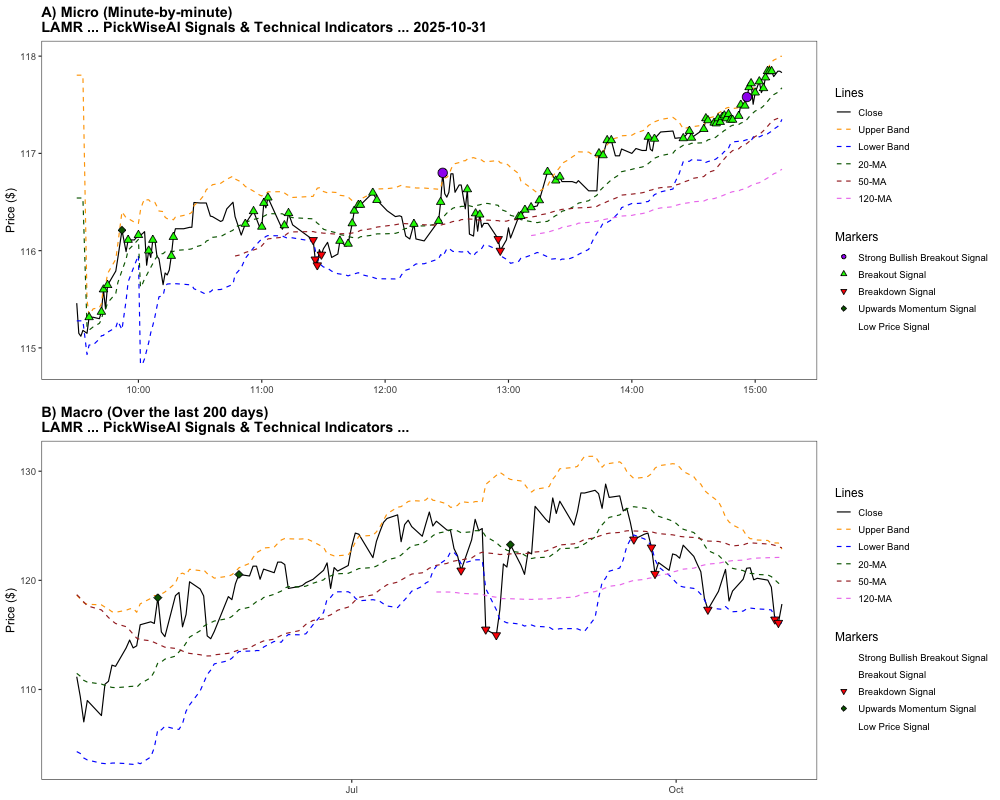 A) Micro (Minute-by-minute)
LAMR ... PickWiseAI Signals & Technical Indicators ... 2025-10-31
118
117
116
115
Price ($)
10:00
11:00
12:00
13:00
14:00
15:00
Lines
Close
Upper Band
Lower Band
20-MA
50-MA
120-MA
Markers
Strong Bullish Breakout Signal
Breakout Signal
Breakdown Signal
Upwards Momentum Signal
Low Price Signal
B) Macro (Over the last 200 days)
LAMR ... PickWiseAI Signals & Technical Indicators ...
130
120
110
Price ($)
Jul
Oct
Lines
Close
Upper Band
Lower Band
20-MA
50-MA
120-MA
Markers
Strong Bullish Breakout Signal
Breakout Signal
Breakdown Signal
Upwards Momentum Signal
Low Price Signal